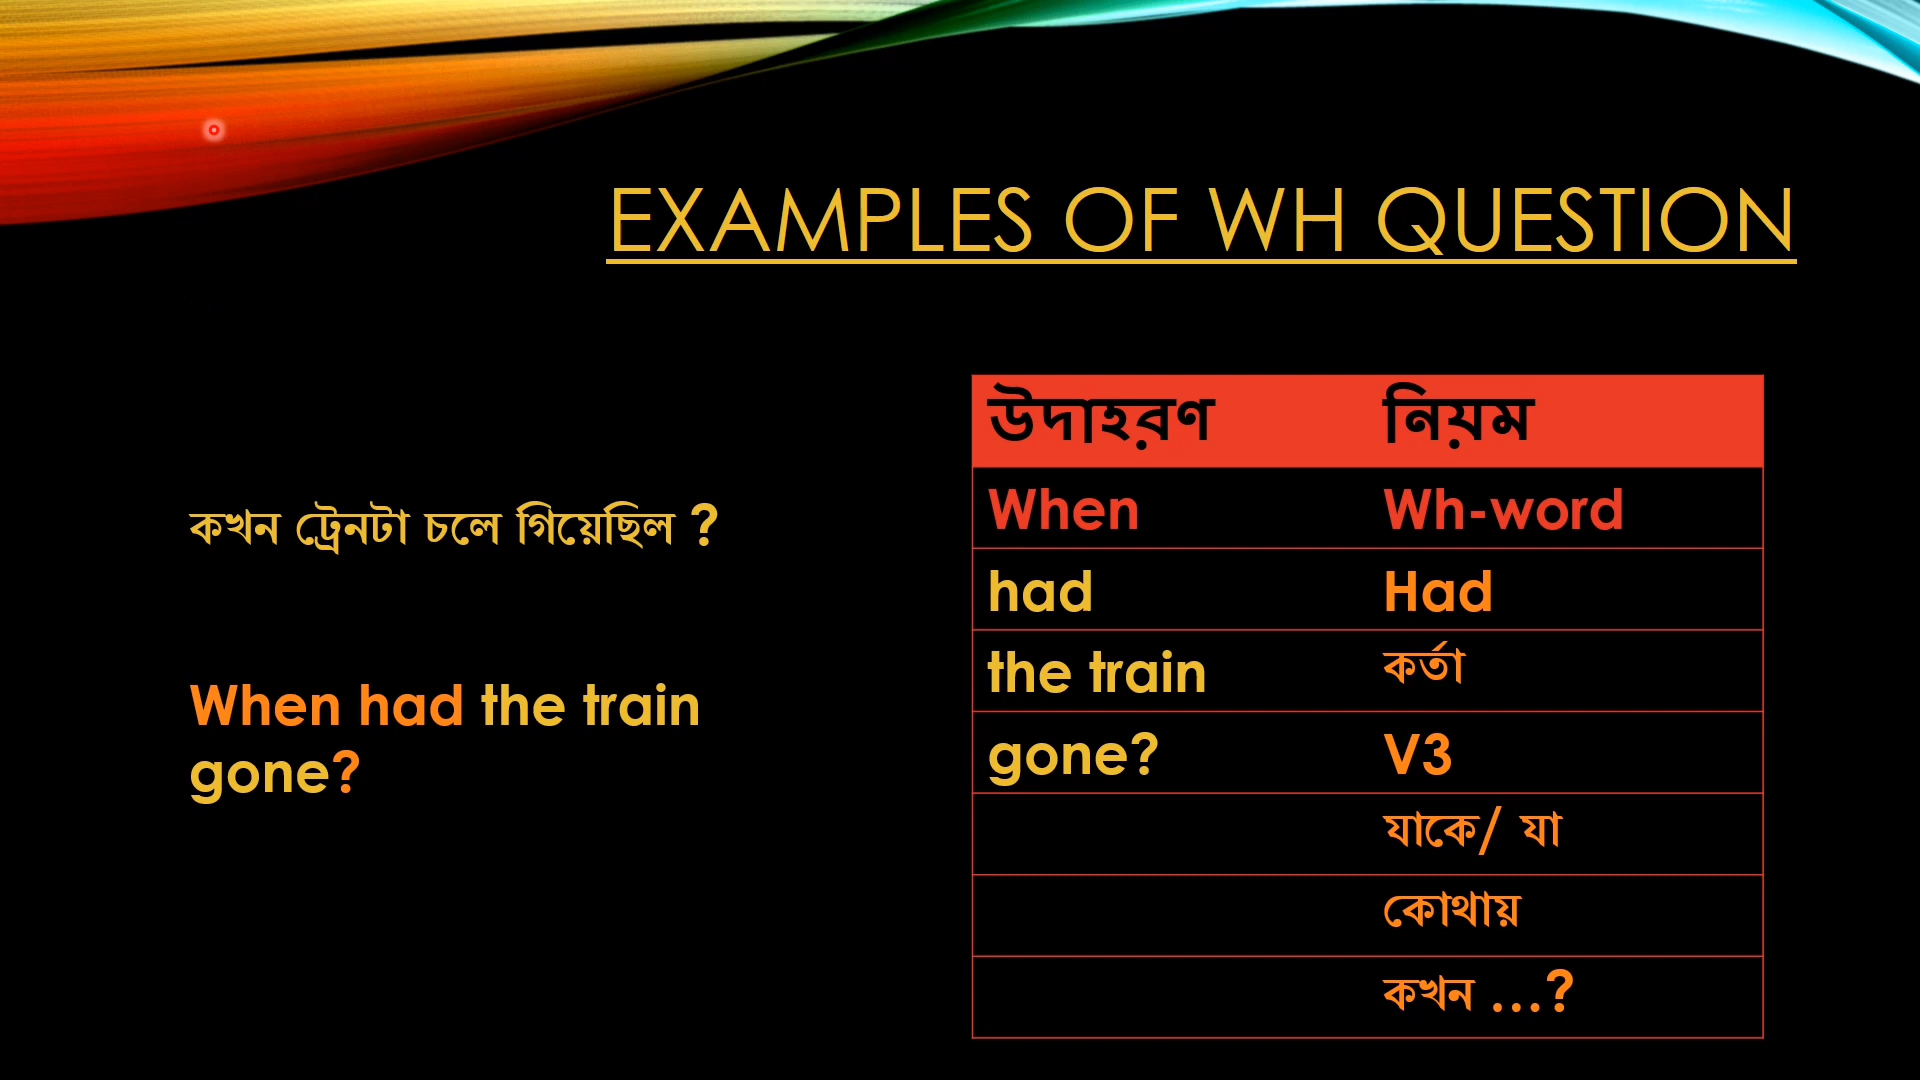 EXAMPLES OF WH QUESTION
কখন ট্রেনটা চলে গিয়েছিল ?
When had the train
gone?
উদাহরণ নিয়ম
When Wh-word
had Had
the train কর্তা
gone? V3
যাকে/ যা
কোথায়
কখন ...?